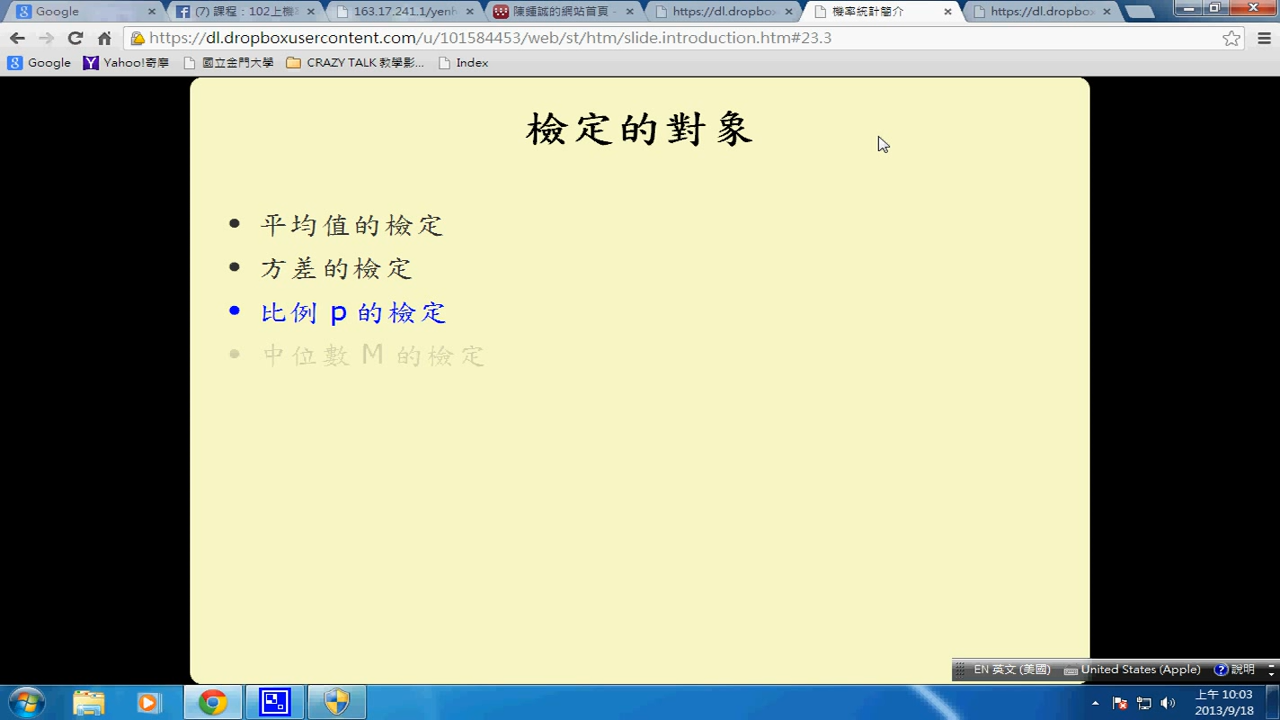 Google
(7) 課程：102上機
163.17.241.1/yenh
陳鍾誠的網站首頁 -
https://dl.dropbo
機率統計簡介
https://dl.dropbo
https://dl.dropboxusercontent.com/u/101584453/web/st/htm/slide.introduction.htm#23.3
Google
Yahoo!奇摩
國立金門大學
CRAZY TALK 教學影...
Index
檢定的對象
• 平均值的檢定
• 方差的檢定
• 比例 p 的檢定
• 中位數 M 的檢定
EN 英文 (美國) United States (Apple) 說明
上午 10:03
2013/9/18